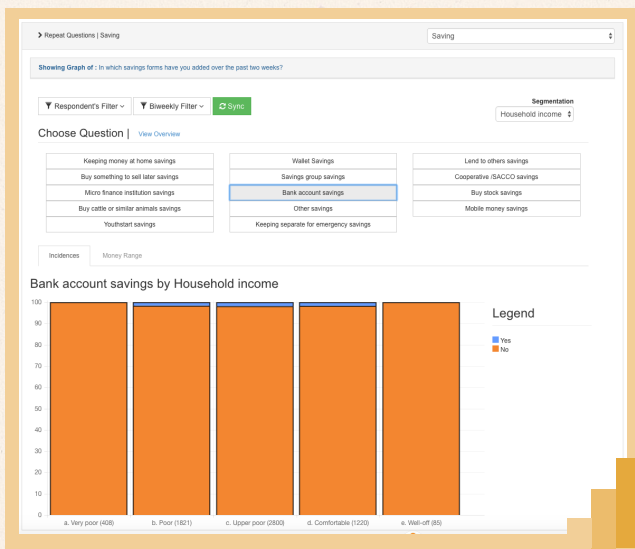 Repeat Questions | Saving
Saving
Showing Graph of : In which savings forms have you added over the past two weeks?
Respondent's Filter
Biweekly Filter
Sync
Segmentation
Household income
Choose Question | View Overview
Keeping money at home savings
Wallet Savings
Lend to others savings
Buy something to sell later savings
Savings group savings
Cooperative /SACCO savings
Micro finance institution savings
Bank account savings
Buy stock savings
Buy cattle or similar animals savings
Other savings
Mobile money savings
Youthstart savings
Keeping separate for emergency savings
Incidences
Money Range
Bank account savings by Household income
100
90
80
70
60
50
40
30
20
10
0
a. Very poor (408)
b. Poor (1821)
c. Upper poor (2800)
d. Comfortable (1220)
e. Well-off (85)
Legend
Yes
No